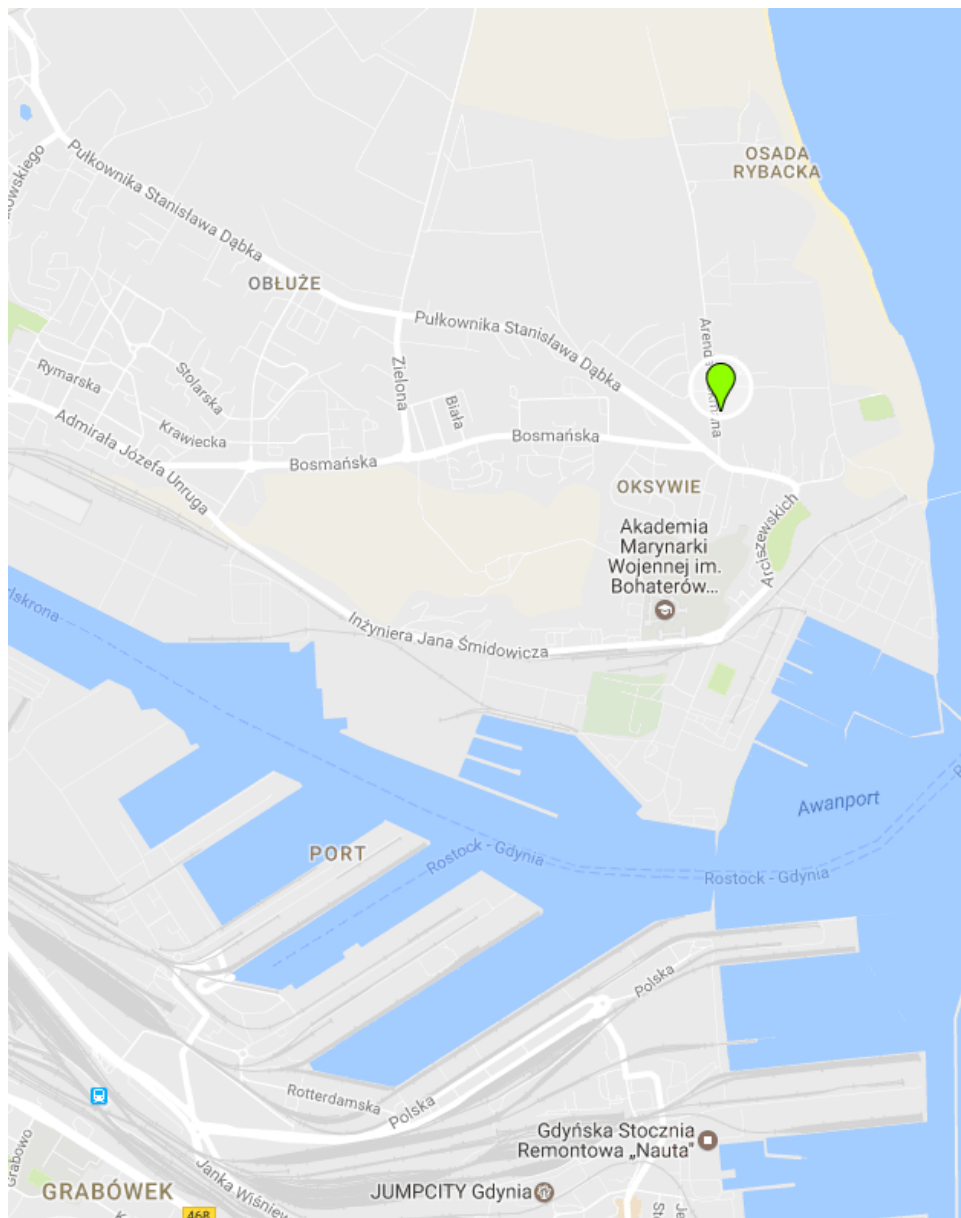 OSADA
RYBACKA
Pułkownika Stanisława Dąbka
OBŁUŻE
Pułkownika Stanisława Dąbka
Zielona
Stolarska
Rymarska
Biała
Krawiecka
Admirała Józefa Unruga
Bosmańska
Bosmańska
OKSYWIE
Akademia
Marynarki
Wojennej im.
Bohaterów...
Arciszewskich
Inżyniera Jana Śmidowicza
Awanport
PORT
Rostock - Gdynia
Rostock - Gdynia
Polska
Rotterdamska
Polska
Gdyńska Stocznia
Remontowa „Nauta"
Grabowo
GRABÓWEK
JUMPCITY Gdynia
468